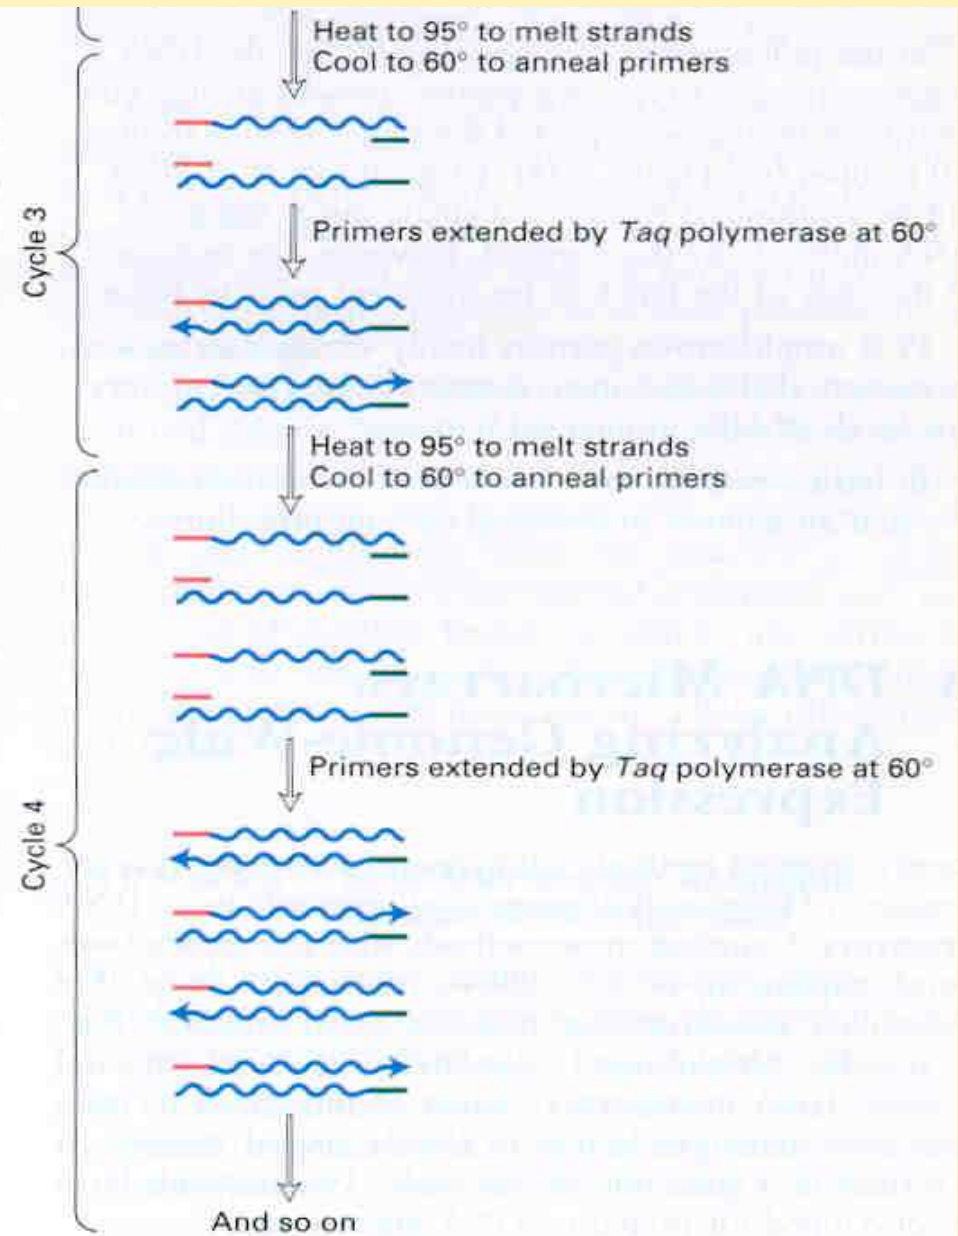 Heat to 95° to melt strands
Cool to 60° to anneal primers
Cycle 3
Primers extended by Taq polymerase at 60°
Heat to 95° to melt strands
Cool to 60° to anneal primers
Cycle 4
Primers extended by Taq polymerase at 60°
And so on